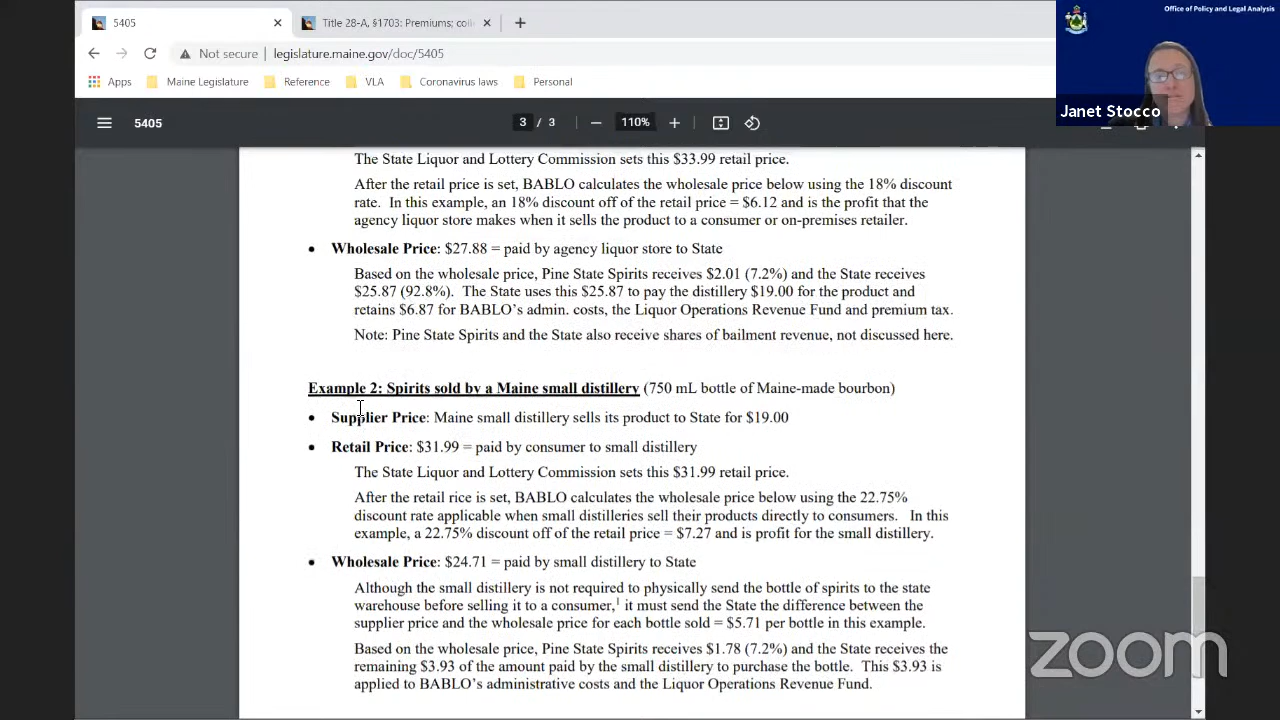 5405
Title 28-A, §1703: Premiums; coi
Office of Policy and Legal Analysis
Not secure
legislature.maine.gov/doc/5405
Apps
Maine Legislature
Reference
VLA
Coronavirus laws
Personal
Janet Stocco
5405
3 / 3
110%
The State Liquor and Lottery Commission sets this $33.99 retail price.
After the retail price is set, BABLO calculates the wholesale price below using the 18% discount
rate. In this example, an 18% discount off of the retail price = $6.12 and is the profit that the
agency liquor store makes when it sells the product to a consumer or on-premises retailer.
• Wholesale Price: $27.88 = paid by agency liquor store to State
Based on the wholesale price, Pine State Spirits receives $2.01 (7.2%) and the State receives
$25.87 (92.8%). The State uses this $25.87 to pay the distillery $19.00 for the product and
retains $6.87 for BABLO's admin. costs, the Liquor Operations Revenue Fund and premium tax.
Note: Pine State Spirits and the State also receive shares of bailment revenue, not discussed here.
Example 2: Spirits sold by a Maine small distillery (750 mL bottle of Maine-made bourbon)
• Supplier Price: Maine small distillery sells its product to State for $19.00
• Retail Price: $31.99 = paid by consumer to small distillery
The State Liquor and Lottery Commission sets this $31.99 retail price.
After the retail rice is set, BABLO calculates the wholesale price below using the 22.75%
discount rate applicable when small distilleries sell their products directly to consumers. In this
example, a 22.75% discount off of the retail price = $7.27 and is profit for the small distillery.
• Wholesale Price: $24.71 = paid by small distillery to State
Although the small distillery is not required to physically send the bottle of spirits to the state
warehouse before selling it to a consumer,1 it must send the State the difference between the
supplier price and the wholesale price for each bottle sold = $5.71 per bottle in this example.
Based on the wholesale price, Pine State Spirits receives $1.78 (7.2%) and the State receives the
remaining $3.93 of the amount paid by the small distillery to purchase the bottle. This $3.93 is
applied to BABLO's administrative costs and the Liquor Operations Revenue Fund.
zoom